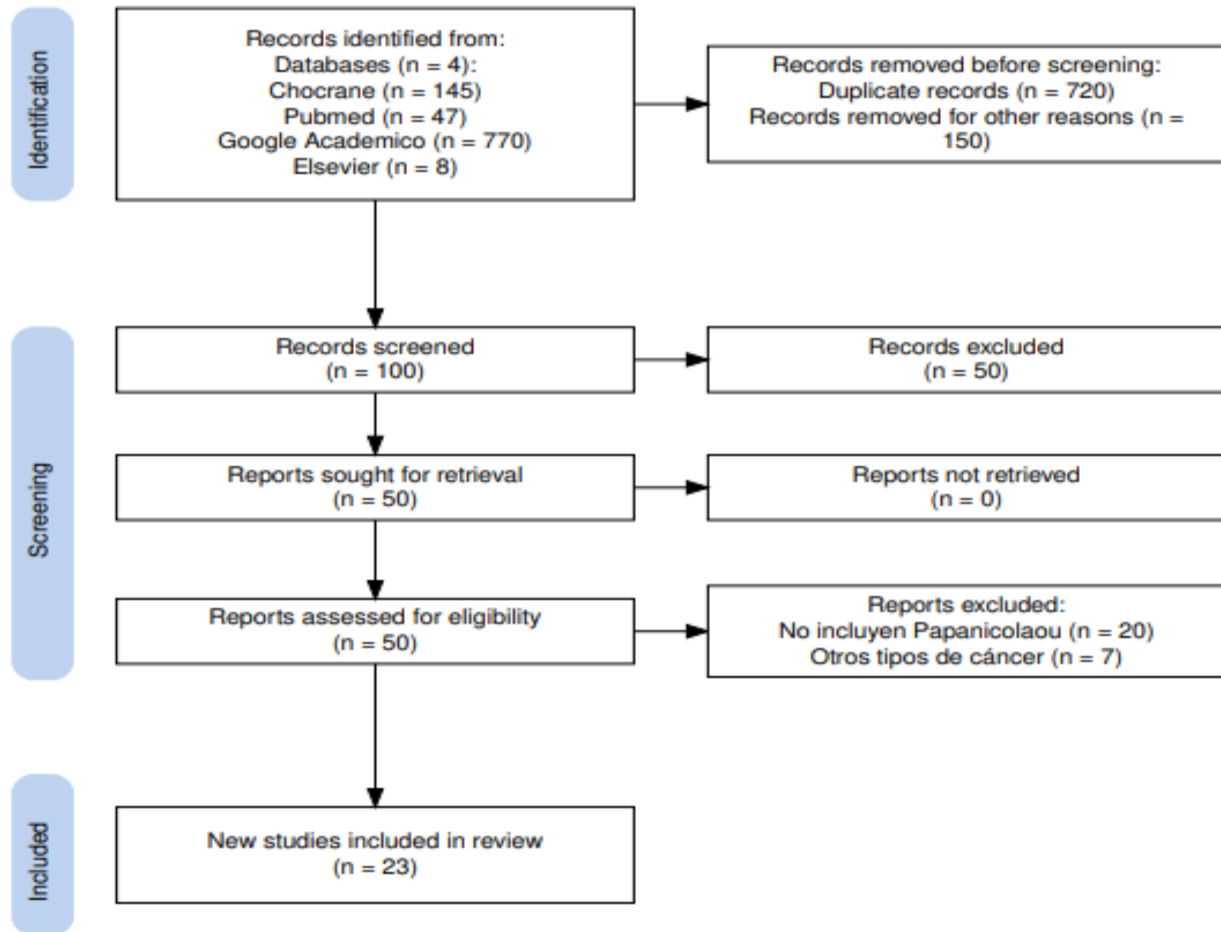 Identification
Records identified from:
Databases (n = 4):
Chocrane (n = 145)
Pubmed (n = 47)
Google Academico (n = 770)
Elsevier (n = 8)
Records removed before screening:
Duplicate records (n = 720)
Records removed for other reasons (n =
150)
Screening
Records screened
(n = 100)
Records excluded
(n = 50)
Reports sought for retrieval
(n = 50)
Reports not retrieved
(n = 0)
Reports assessed for eligibility
(n = 50)
Reports excluded:
No incluyen Papanicolaou (n = 20)
Otros tipos de cáncer (n = 7)
Included
New studies included in review
(n = 23)